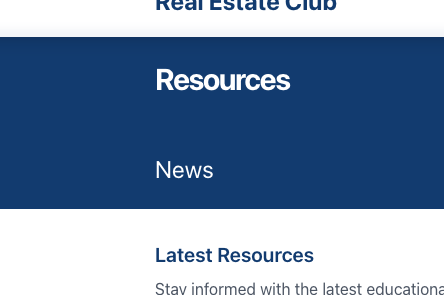 Real Estate Club
Resources
News
Latest Resources
Stay informed with the latest educationa